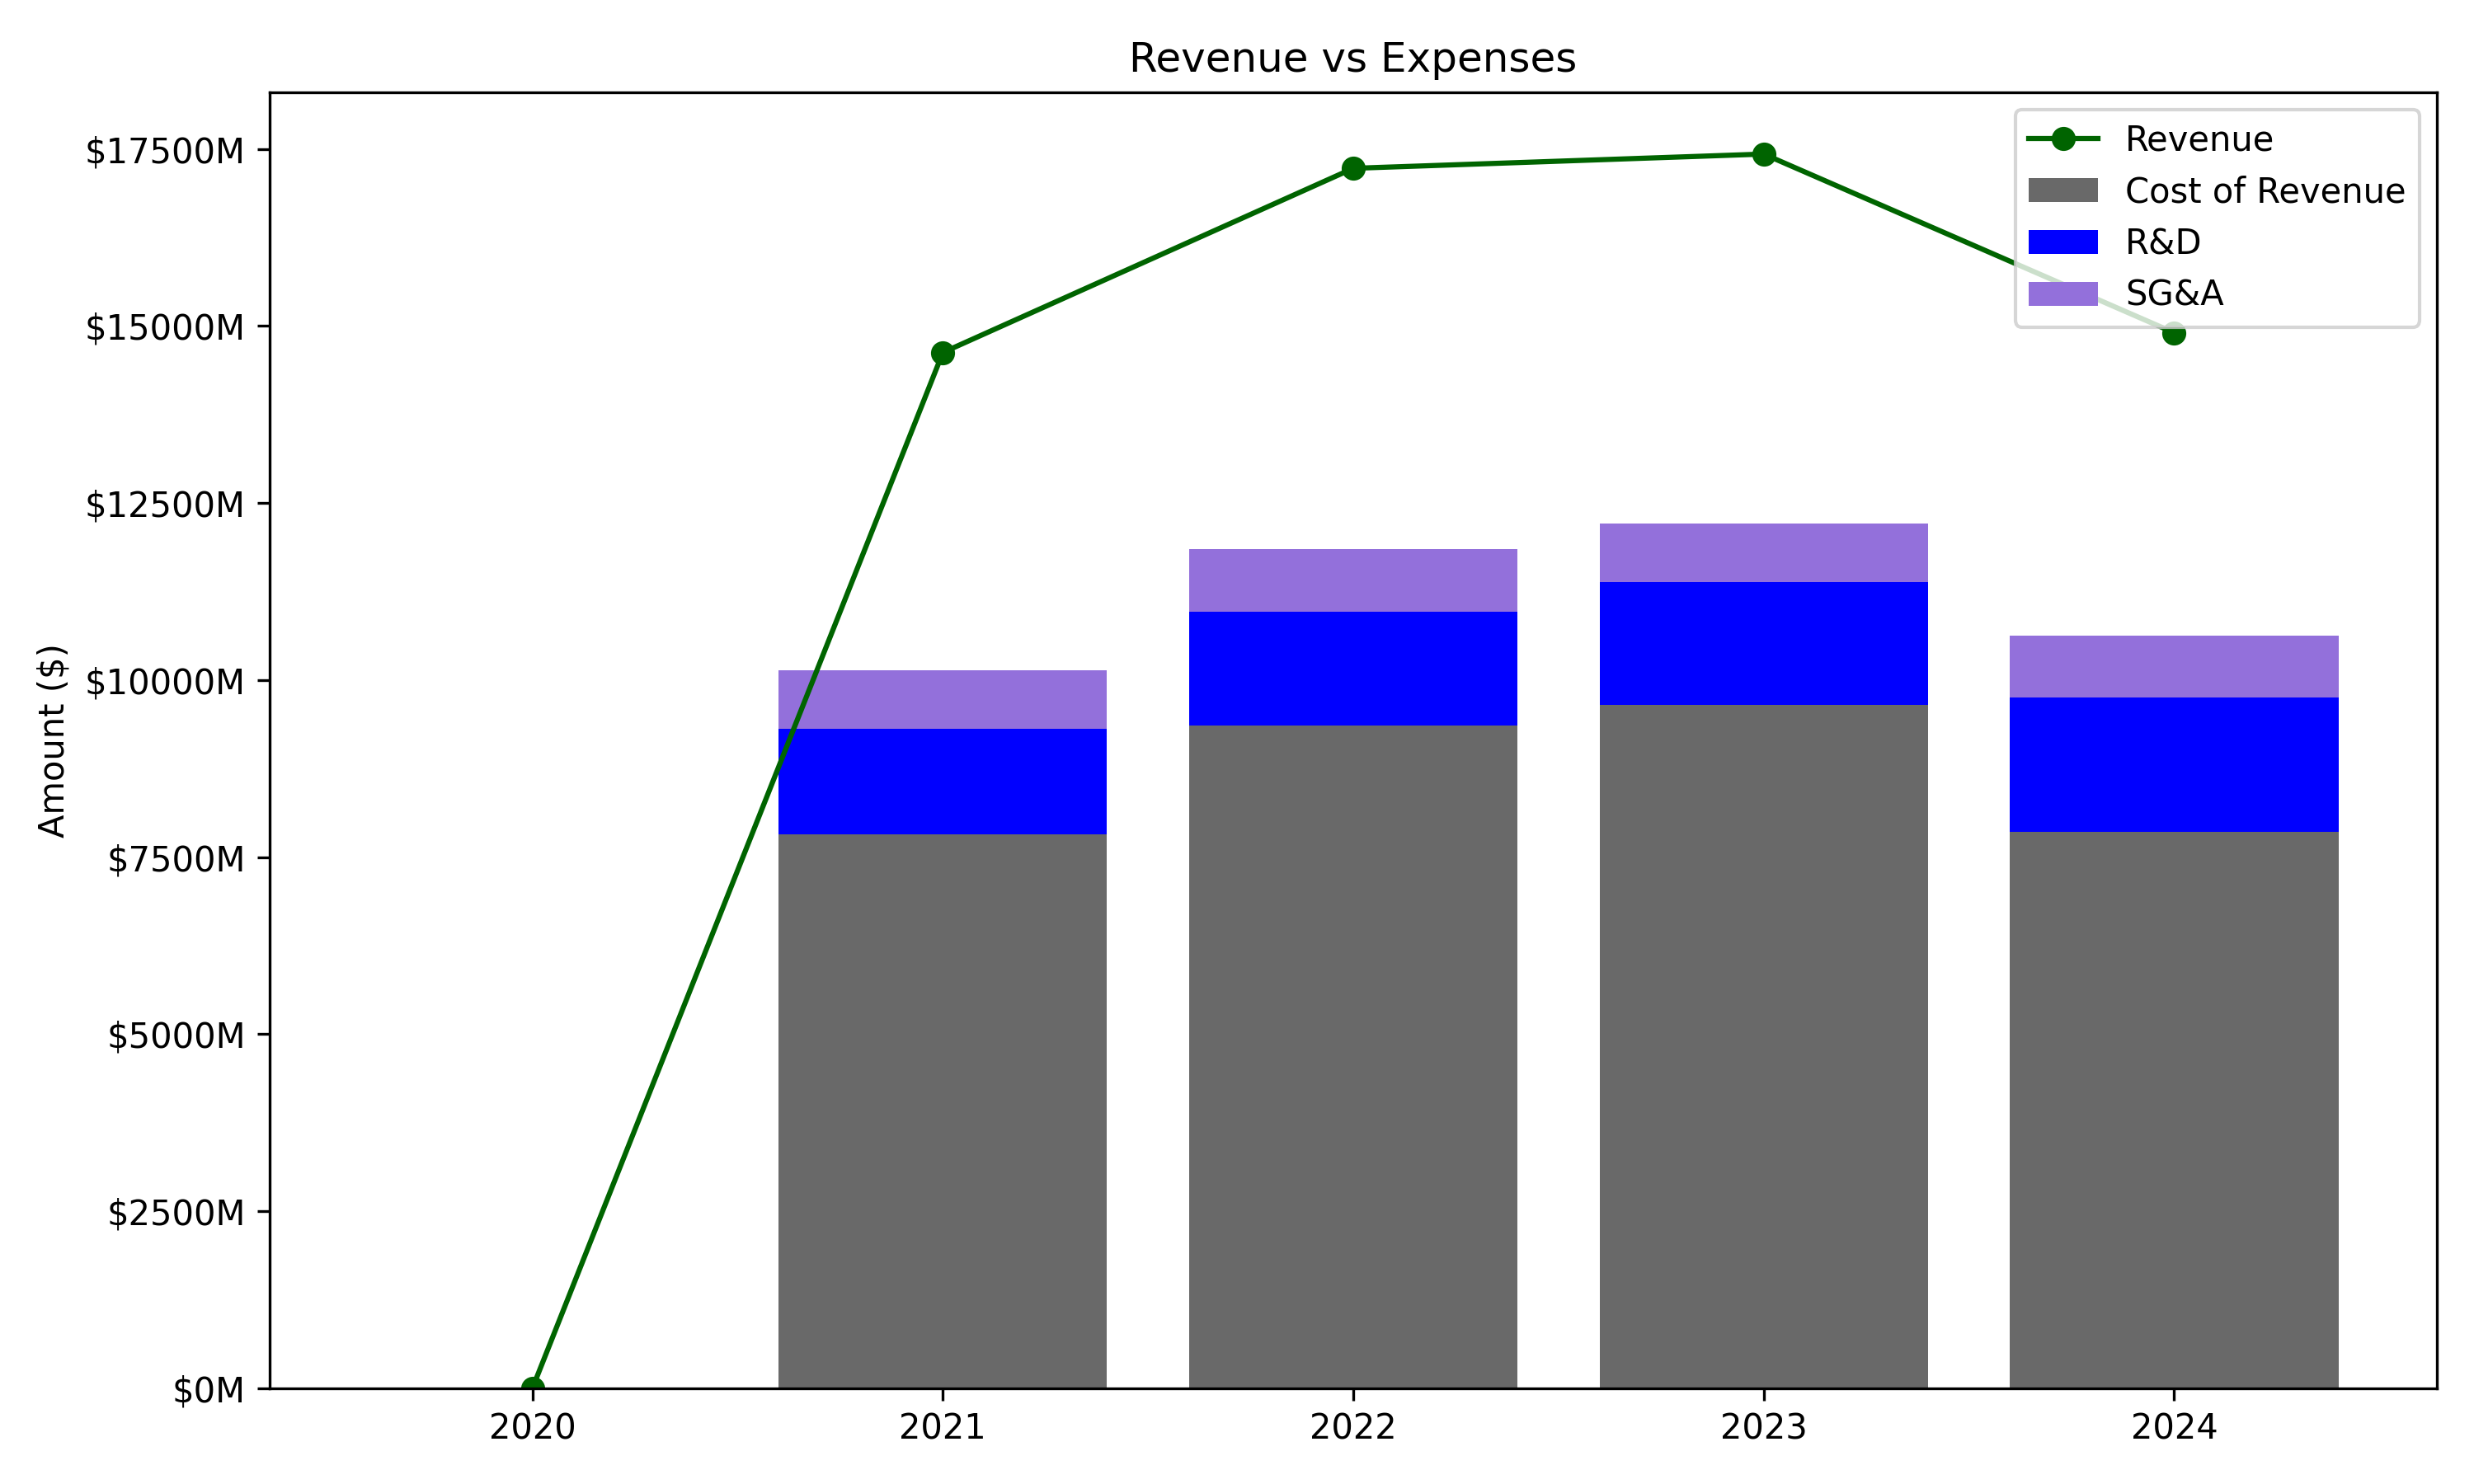 Revenue vs Expenses
Revenue
Cost of Revenue
R&D
SG&A
Amount ($)
$17500M
$15000M
$12500M
$10000M
$7500M
$5000M
$2500M
$0M
2020 2021 2022 2023 2024